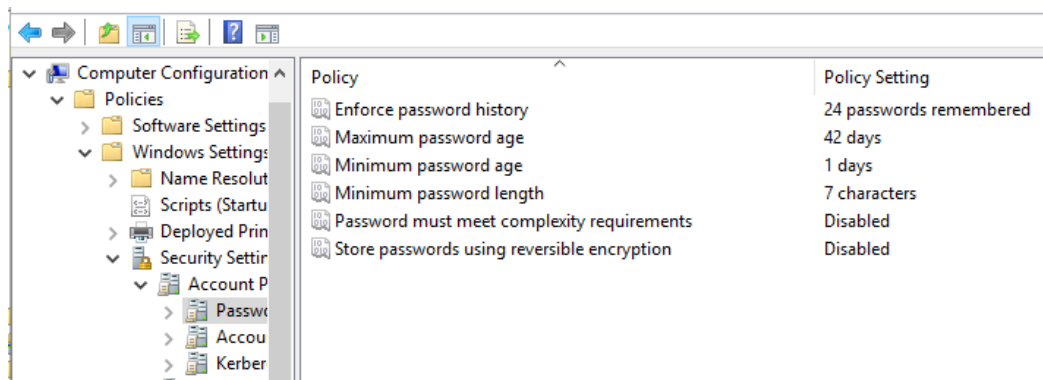 Computer Configuration
Policies
Software Settings
Windows Settings
Name Resolut
Scripts (Startu
Deployed Prin
Security Settin
Account P
Passwo
Accou
Kerber
Policy Policy Setting
Enforce password history 24 passwords remembered
Maximum password age 42 days
Minimum password age 1 days
Minimum password length 7 characters
Password must meet complexity requirements Disabled
Store passwords using reversible encryption Disabled